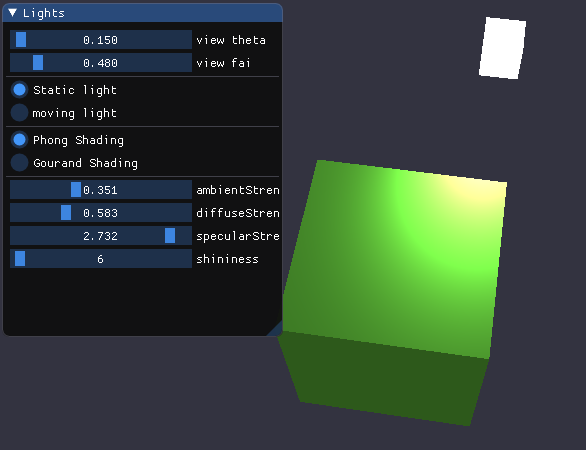 Lights
0.150 view theta
0.480 view fai
Static light
moving light
Phong Shading
Gourand Shading
0.351 ambientStren
0.583 diffuseStren
2.732 specularStre
6 shininess